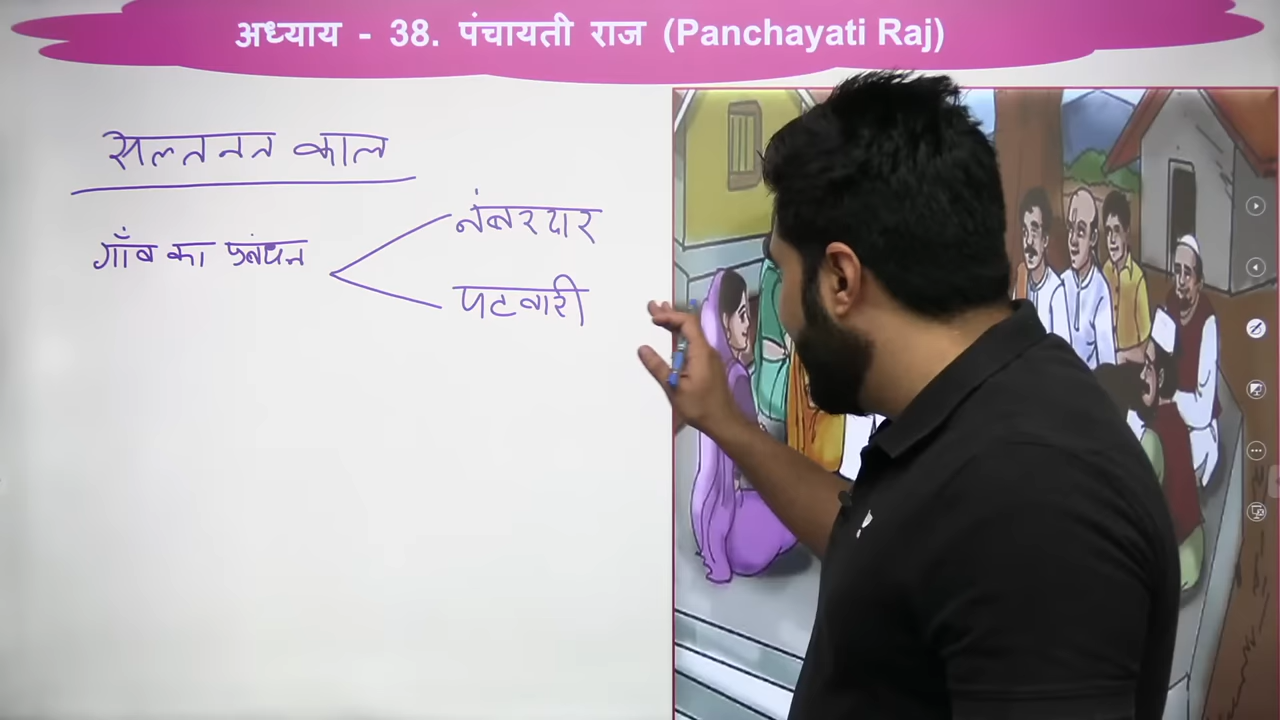 अध्याय - 38. पंचायती राज (Panchayati Raj)
सल्तनत काल
गाँव का प्रबंधन
नंबरदार
पटवारी